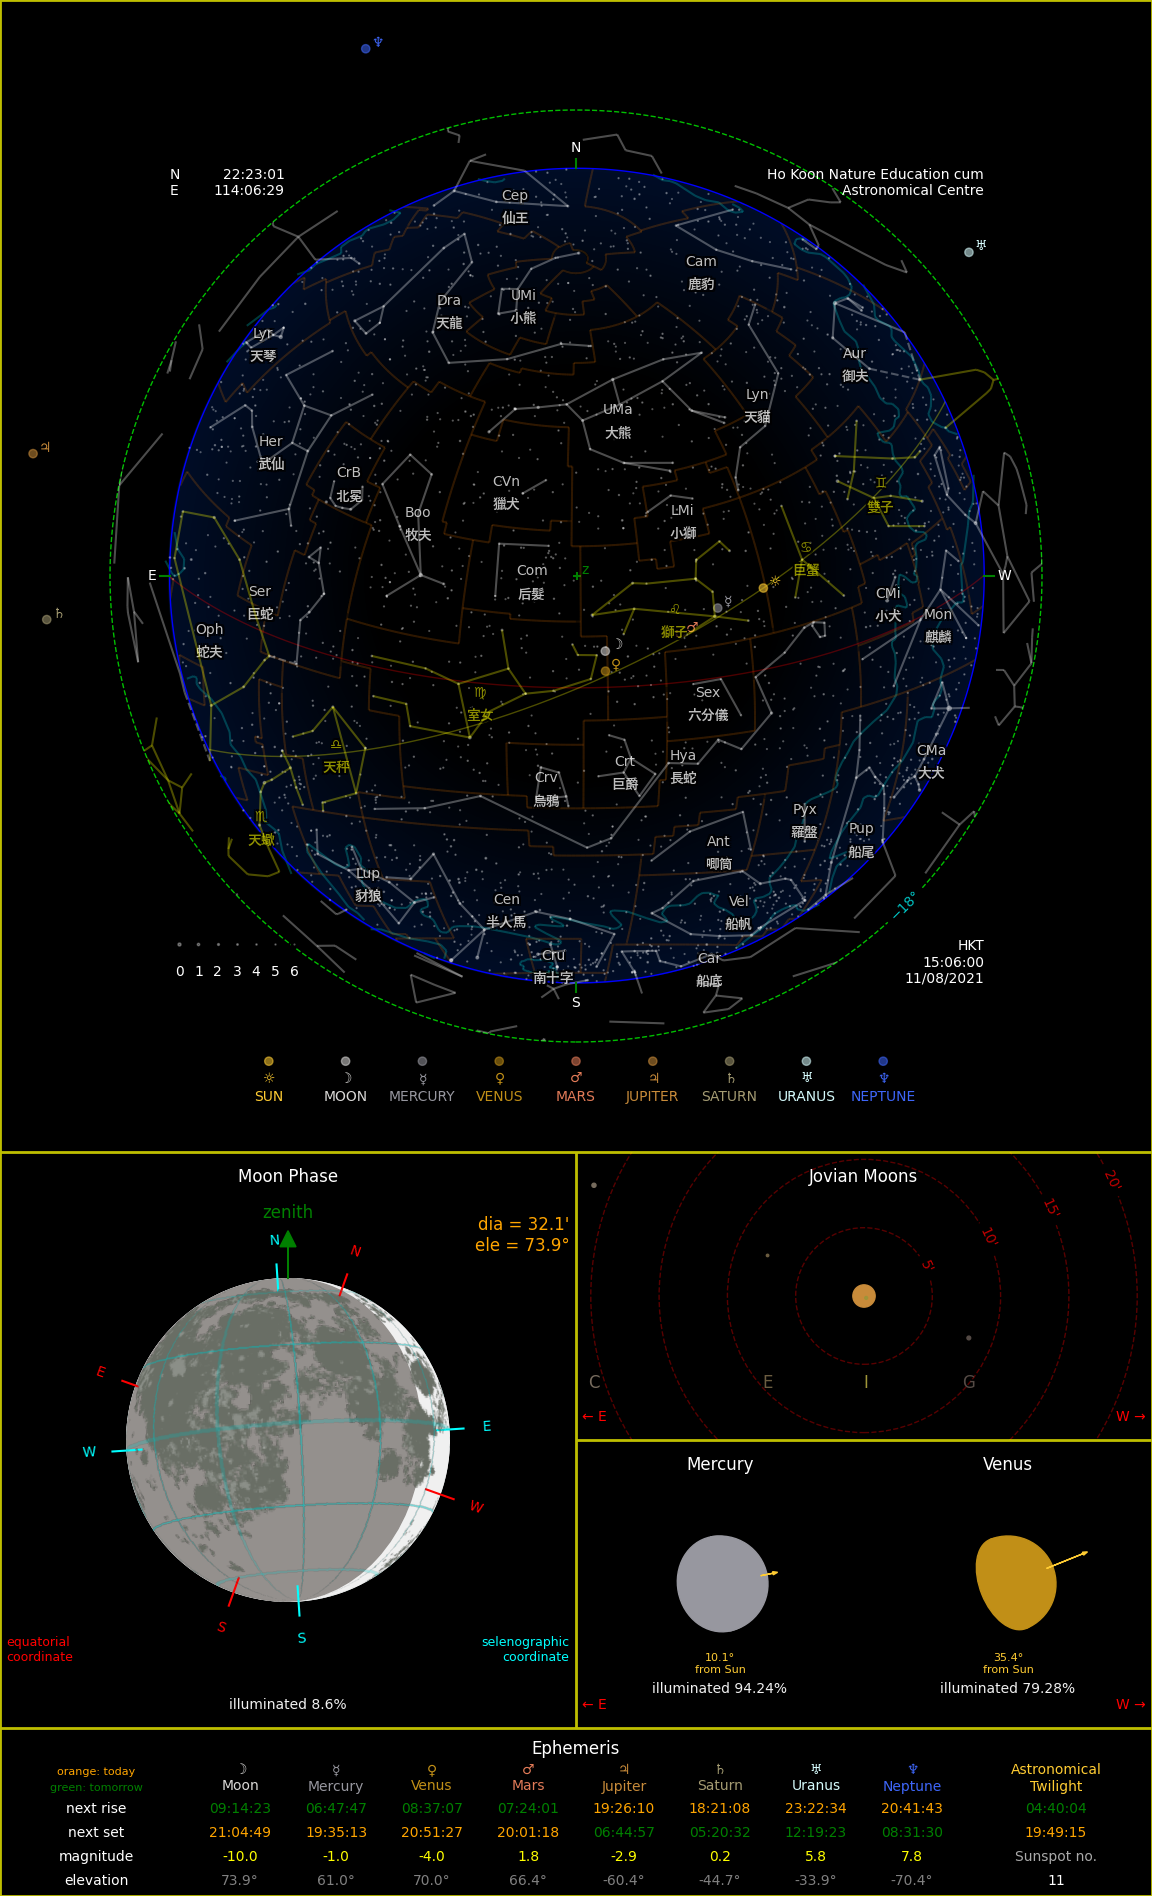 ♆
N
N 22:23:01
E 114:06:29
Ho Koon Nature Education cum
Astronomical Centre
Cep
仙王
♅
Cam
鹿豹
Dra
天龍
UMi
小熊
Lyr
天琴
Aur
御夫
Lyn
天貓
UMa
大熊
Her
武仙
♃
CrB
北冕
CVn
獵犬
♊
雙子
Boo
牧夫
LMi
小獅
♋
巨蟹
E
Com
后髮
Z
W
☼
Ser
巨蛇
CMi
小犬
♄
☿
♌
獅子
♂
Mon
麒麟
Oph
蛇夫
☽
♀
♍
室女
Sex
六分儀
♎
天秤
Hya
長蛇
Crt
巨爵
CMa
大犬
Crv
烏鴉
♏
天蠍
Pyx
羅盤
Pup
船尾
Ant
唧筒
Lup
豺狼
Cen
半人馬
Vel
船帆
−18°
Cru
南十字
Car
船底
0 1 2 3 4 5 6
HKT
15:06:00
11/08/2021
S
☼ ☽ ☿ ♀ ♂ ♃ ♄ ♅ ♆
SUN MOON MERCURY VENUS MARS JUPITER SATURN URANUS NEPTUNE
Moon Phase
zenith
dia = 32.1'
ele = 73.9°
N
N
E
E
W
W
S
S
equatorial
coordinate
selenographic
coordinate
illuminated 8.6%
Jovian Moons
20'
15'
10'
5'
C E I G
← E
W →
Mercury
10.1°
from Sun
illuminated 94.24%
Venus
35.4°
from Sun
illuminated 79.28%
← E
W →
Ephemeris
orange: today
green: tomorrow
☽ ☿ ♀ ♂ ♃ ♄ ♅ ♆ Astronomical
Moon Mercury Venus Mars Jupiter Saturn Uranus Neptune Twilight
next rise 09:14:23 06:47:47 08:37:07 07:24:01 19:26:10 18:21:08 23:22:34 20:41:43 04:40:04
next set 21:04:49 19:35:13 20:51:27 20:01:18 06:44:57 05:20:32 12:19:23 08:31:30 19:49:15
magnitude -10.0 -1.0 -4.0 1.8 -2.9 0.2 5.8 7.8 Sunspot no.
elevation 73.9° 61.0° 70.0° 66.4° -60.4° -44.7° -33.9° -70.4° 11